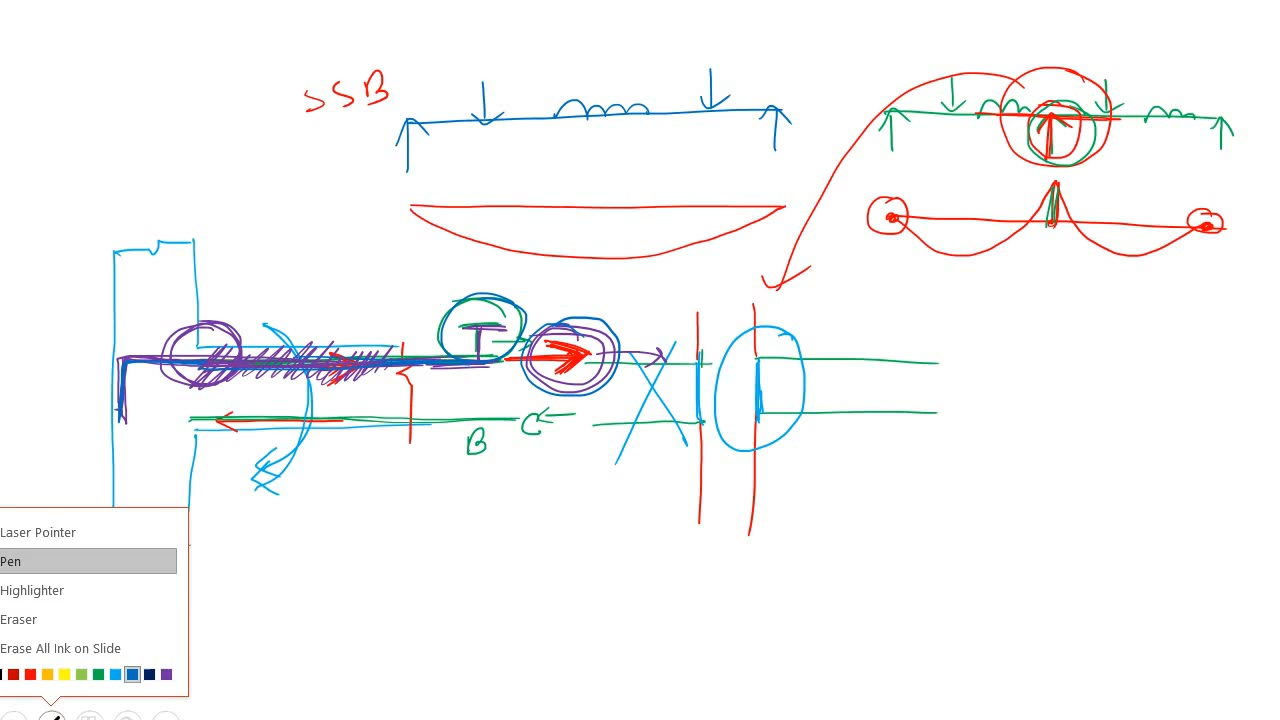 SSB
T
B
C
Laser Pointer
Pen
Highlighter
Eraser
Erase All Ink on Slide